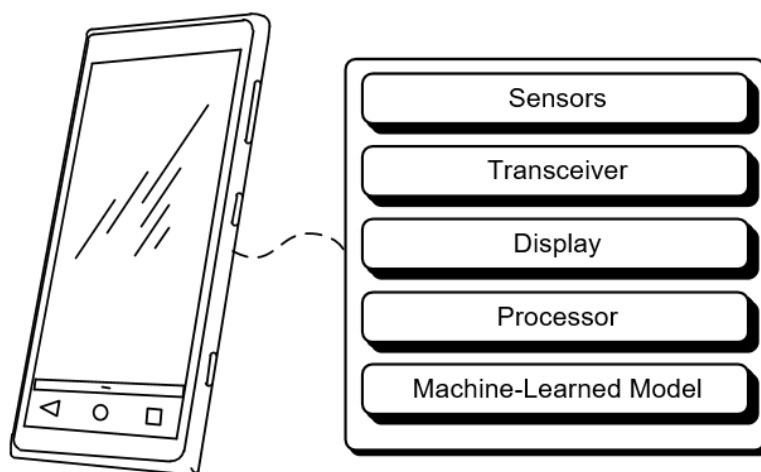 Sensors
Transceiver
Display
Processor
Machine-Learned Model